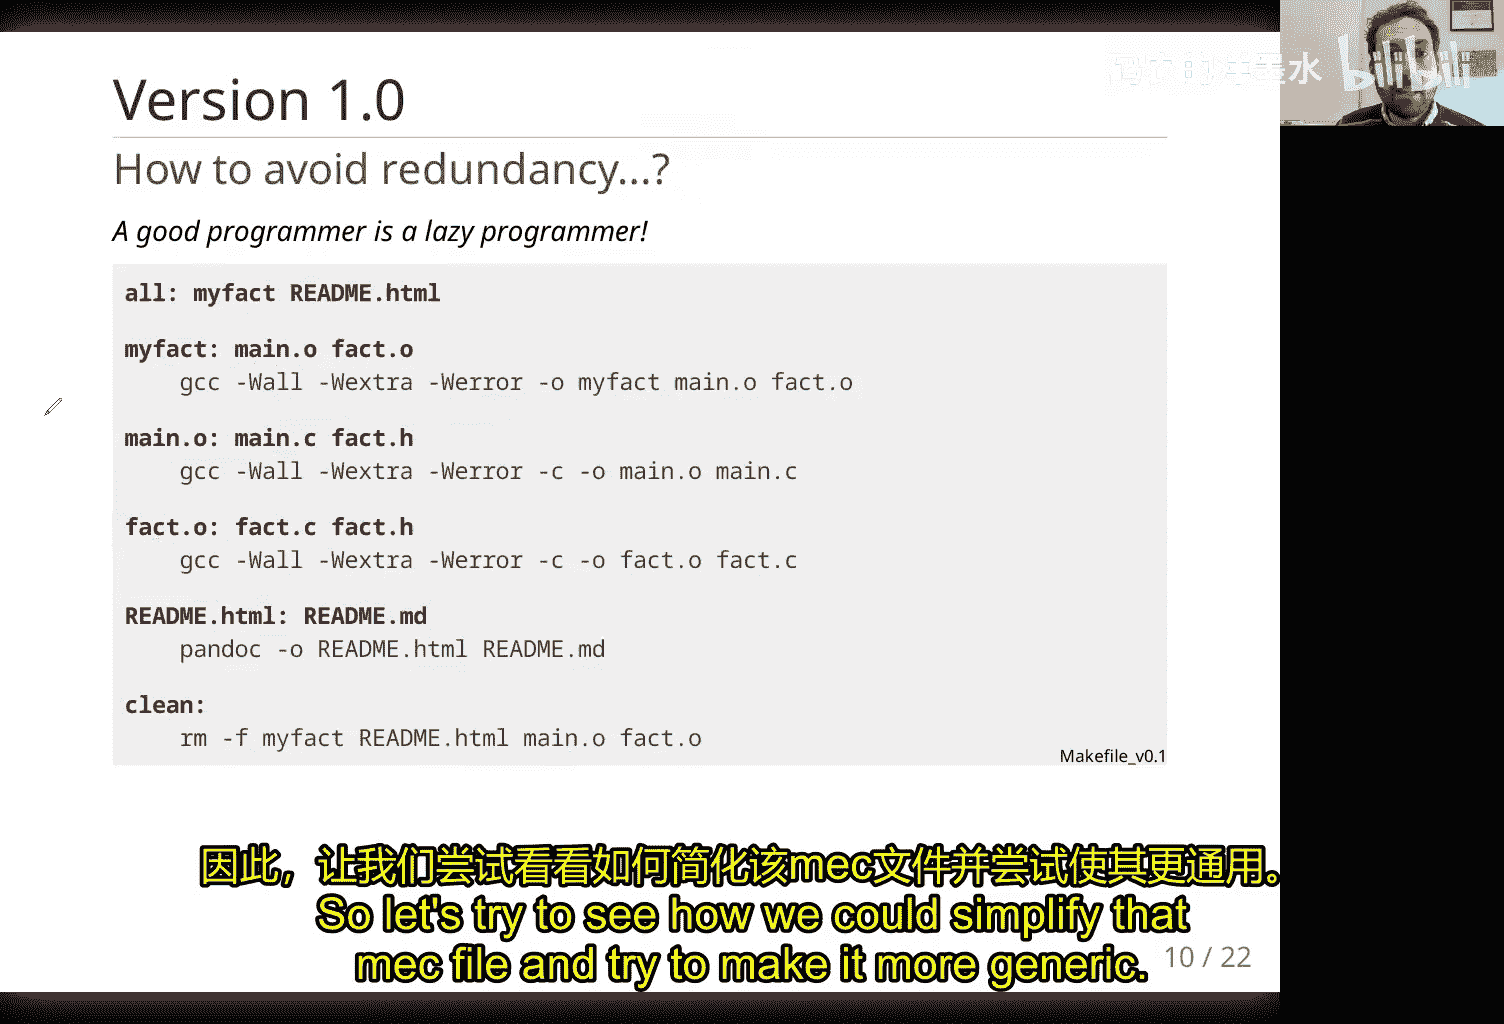 Version 1.0
How to avoid redundancy...?
A good programmer is a lazy programmer!
all: myfact README.html
myfact: main.o fact.o
gcc -Wall -Wextra -Werror -o myfact main.o fact.o
main.o: main.c fact.h
gcc -Wall -Wextra -Werror -c -o main.o main.c
fact.o: fact.c fact.h
gcc -Wall -Wextra -Werror -c -o fact.o fact.c
README.html: README.md
pandoc -o README.html README.md
clean:
rm -f myfact README.html main.o fact.o
Makefile_v0.1
因此，让我们尝试看看如何简化该mec文件并尝试使其更通用。
So let's try to see how we could simplify that
mec file and try to make it more generic.
10 / 22
bilibili